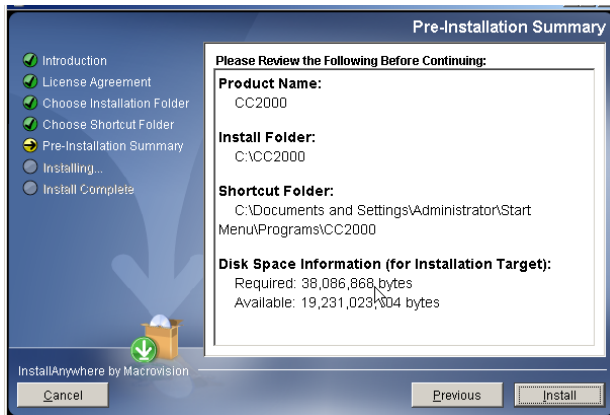 Pre-Installation Summary
Introduction
License Agreement
Choose Installation Folder
Choose Shortcut Folder
Pre-Installation Summary
Installing...
Install Complete
Please Review the Following Before Continuing:
Product Name:
CC2000
Install Folder:
C:\CC2000
Shortcut Folder:
C:\Documents and Settings\Administrator\Start
Menu\Programs\CC2000
Disk Space Information (for Installation Target):
Required: 38,086,868 bytes
Available: bytes
InstallAnywhere by Macrovision
Cancel
Previous
Install